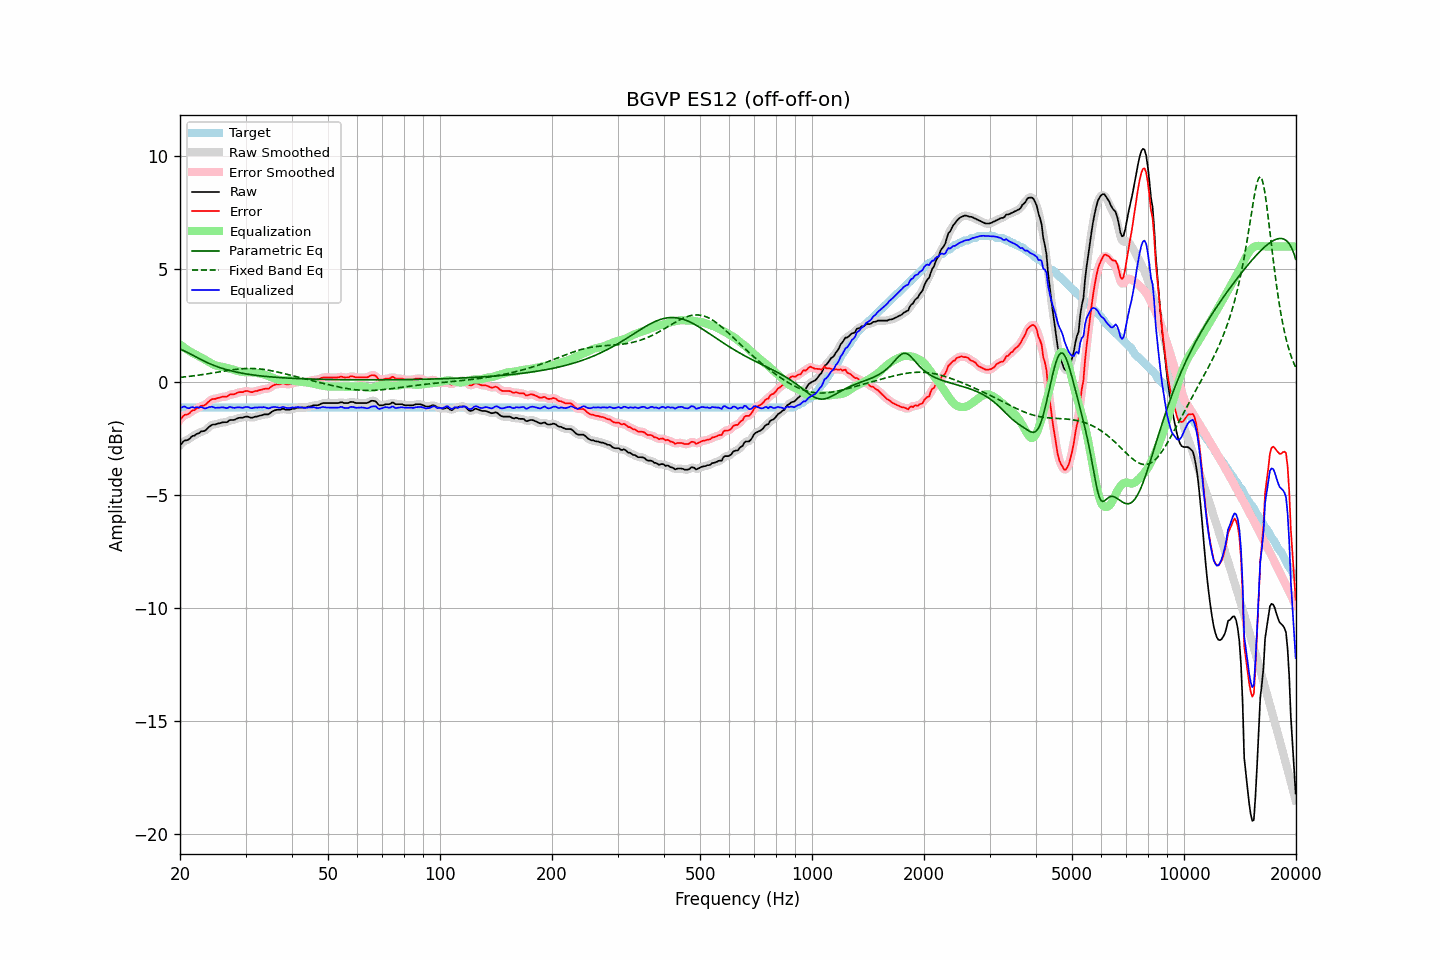 BGVP ES12 (off-off-on)
Target
Raw Smoothed
Error Smoothed
Raw
Error
Equalization
Parametric Eq
Fixed Band Eq
Equalized
Amplitude (dBr)
10
5
0
−5
−10
−15
−20
20 50 100 200 500 1000 2000 5000 10000 20000
Frequency (Hz)